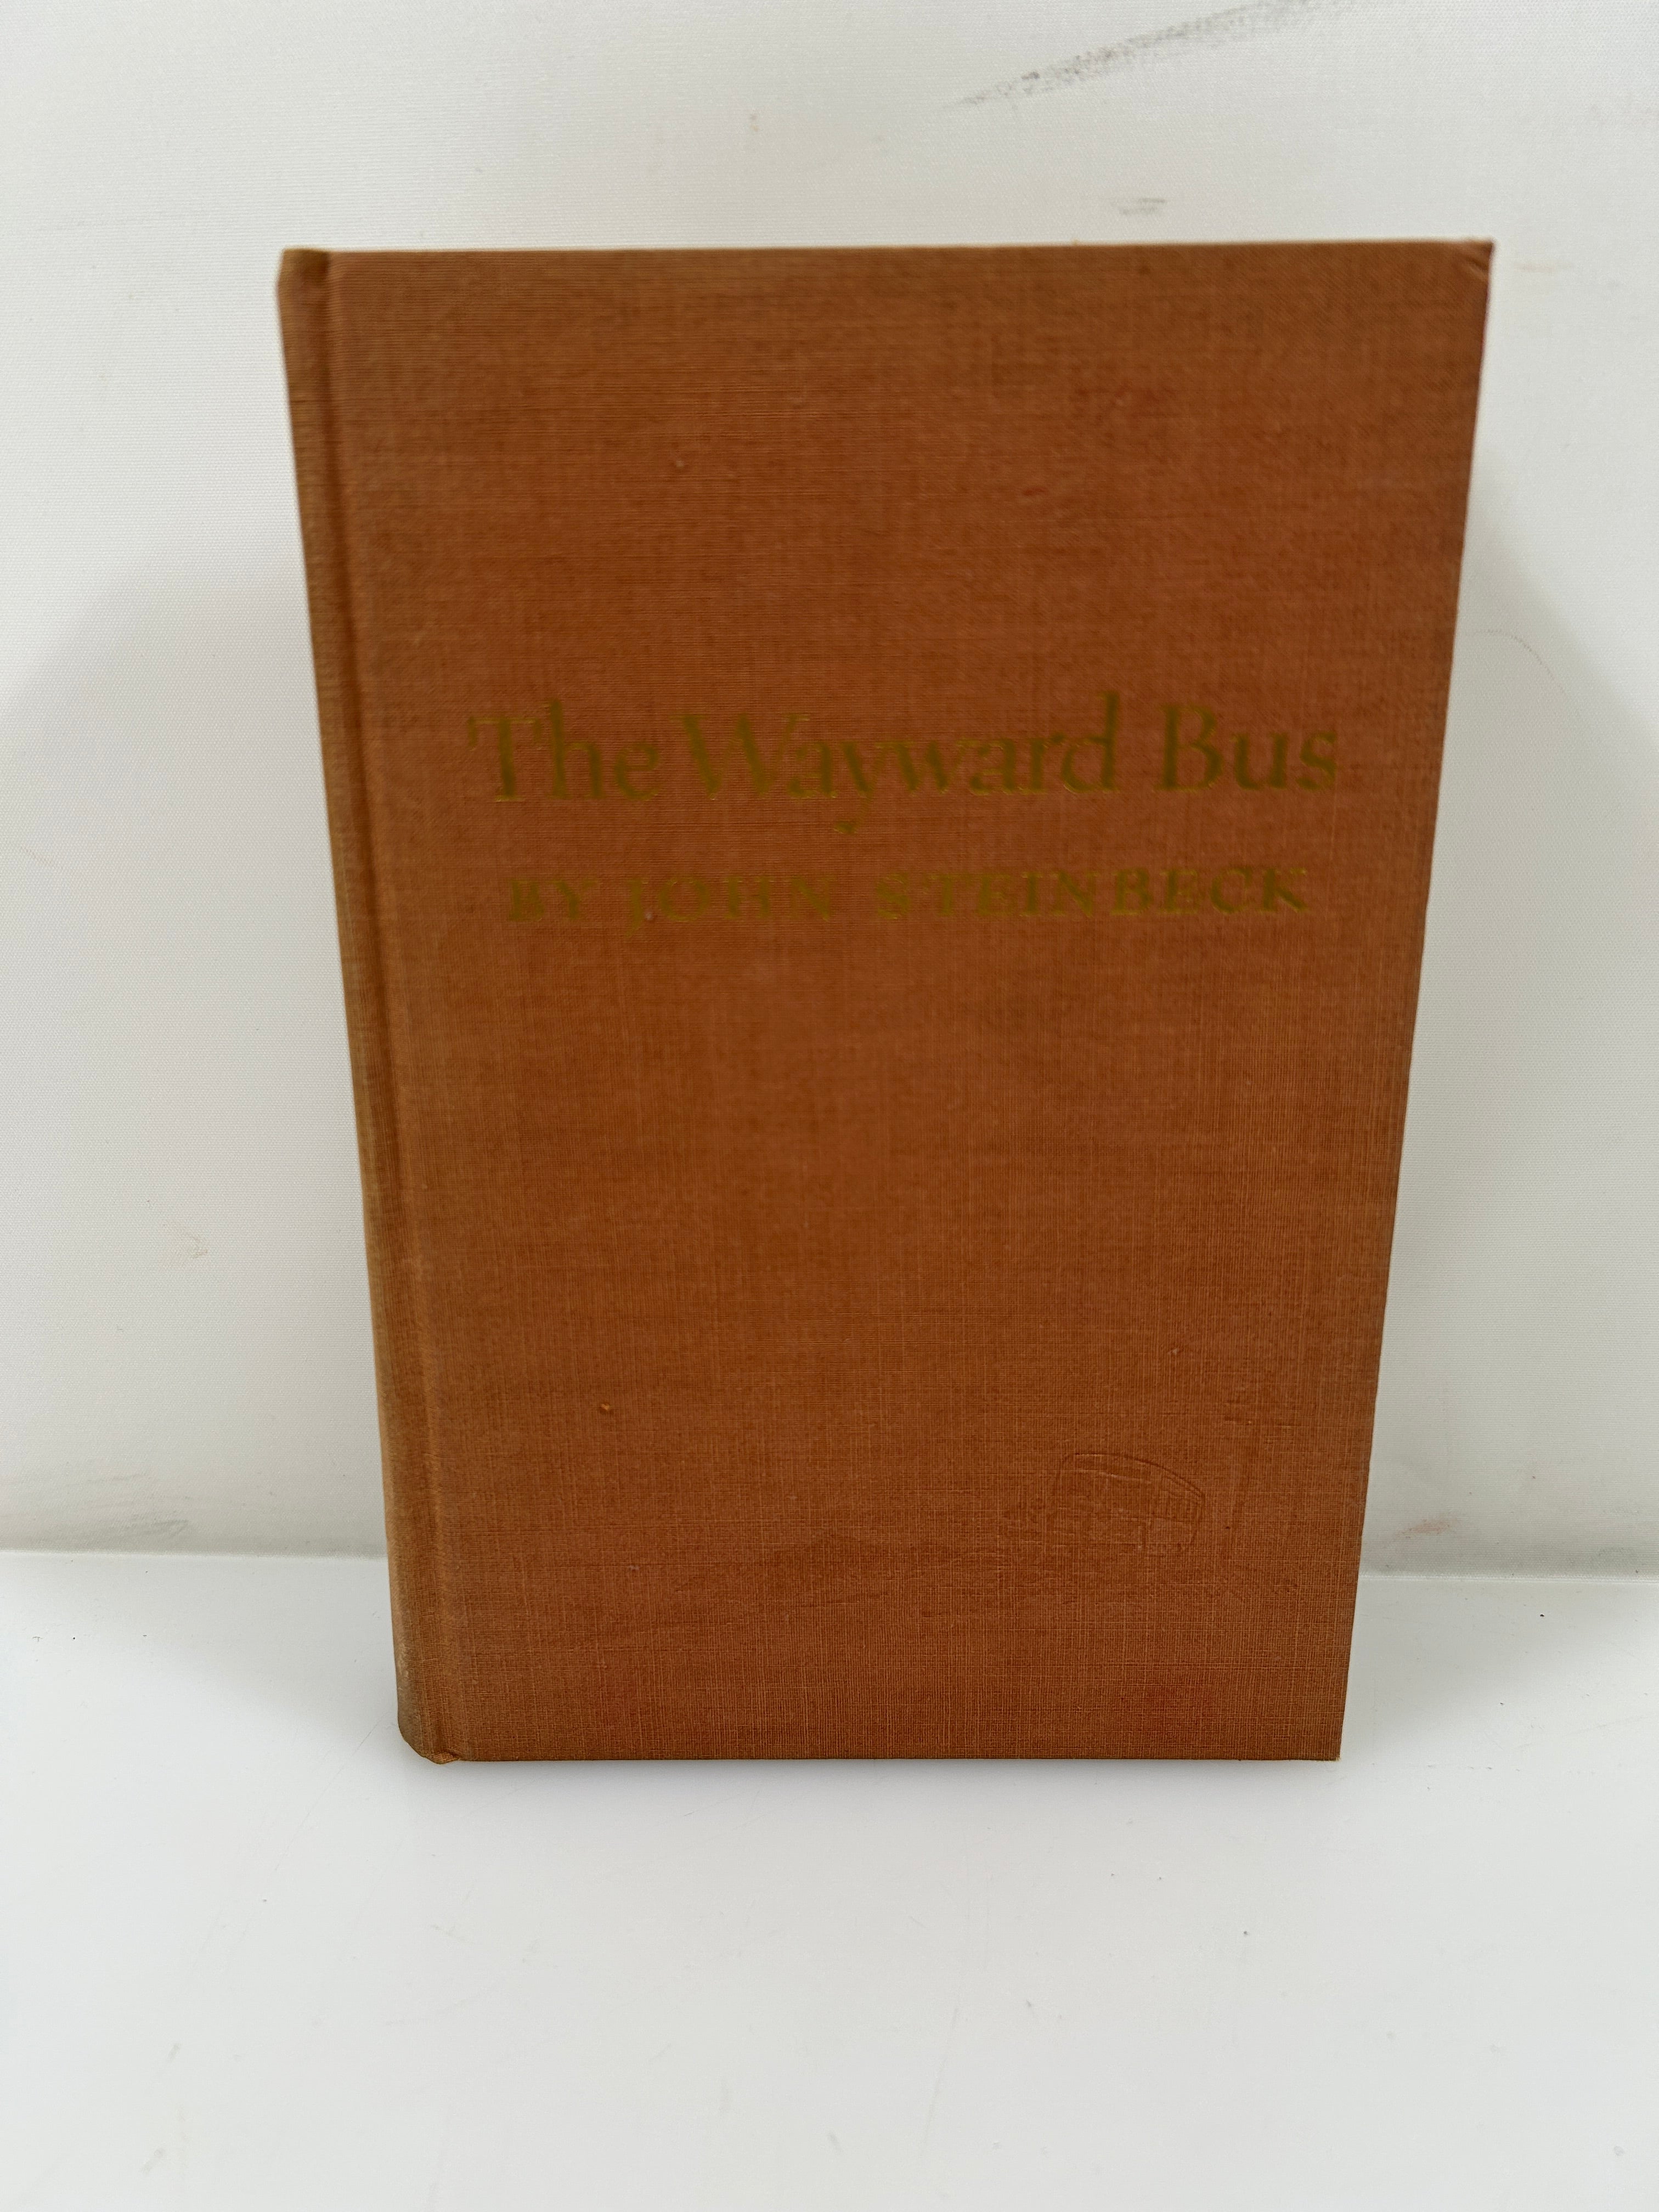 The Wayward Bus
BY JOHN STEINBECK